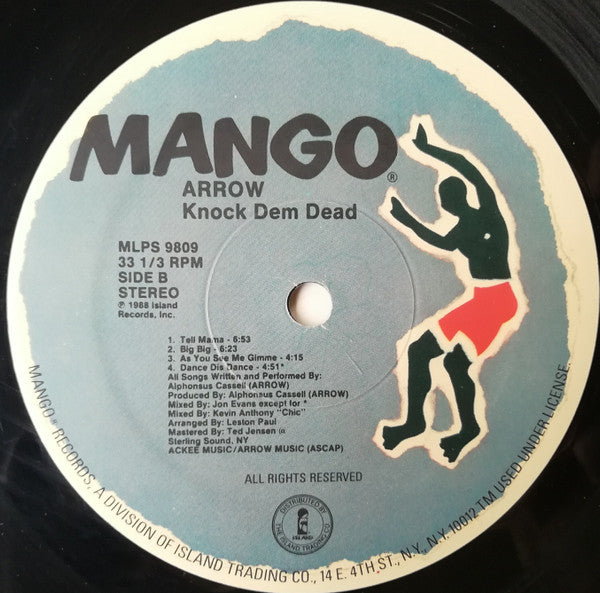 MANGO®
ARROW
Knock Dem Dead
MLPS 9809
33 1/3 RPM
SIDE B
STEREO
℗ 1988 Island
Records, Inc.
1. Tell Mama - 6:53
2. Big Big - 6:23
3. As You See Me Gimme - 4:15
4. Dance Dis Dance - 4:51*
All Songs Written and Performed By:
Alphonsus Cassell (ARROW)
Produced By: Alphonsus Cassell (ARROW)
Mixed By: Jon Evans except for *
Mixed By: Kevin Anthony "Chic"
Arranged By: Leston Paul
Mastered By: Ted Jensen @
Sterling Sound, NY
ACKEE MUSIC/ARROW MUSIC (ASCAP)
ALL RIGHTS RESERVED
DISTRIBUTED BY
ISLAND
THE ISLAND TRADING CO.
MANGO® RECORDS, A DIVISION OF ISLAND TRADING CO., 14 E. 4TH ST., N.Y., N.Y. 10012 TM USED UNDER LICENSE.